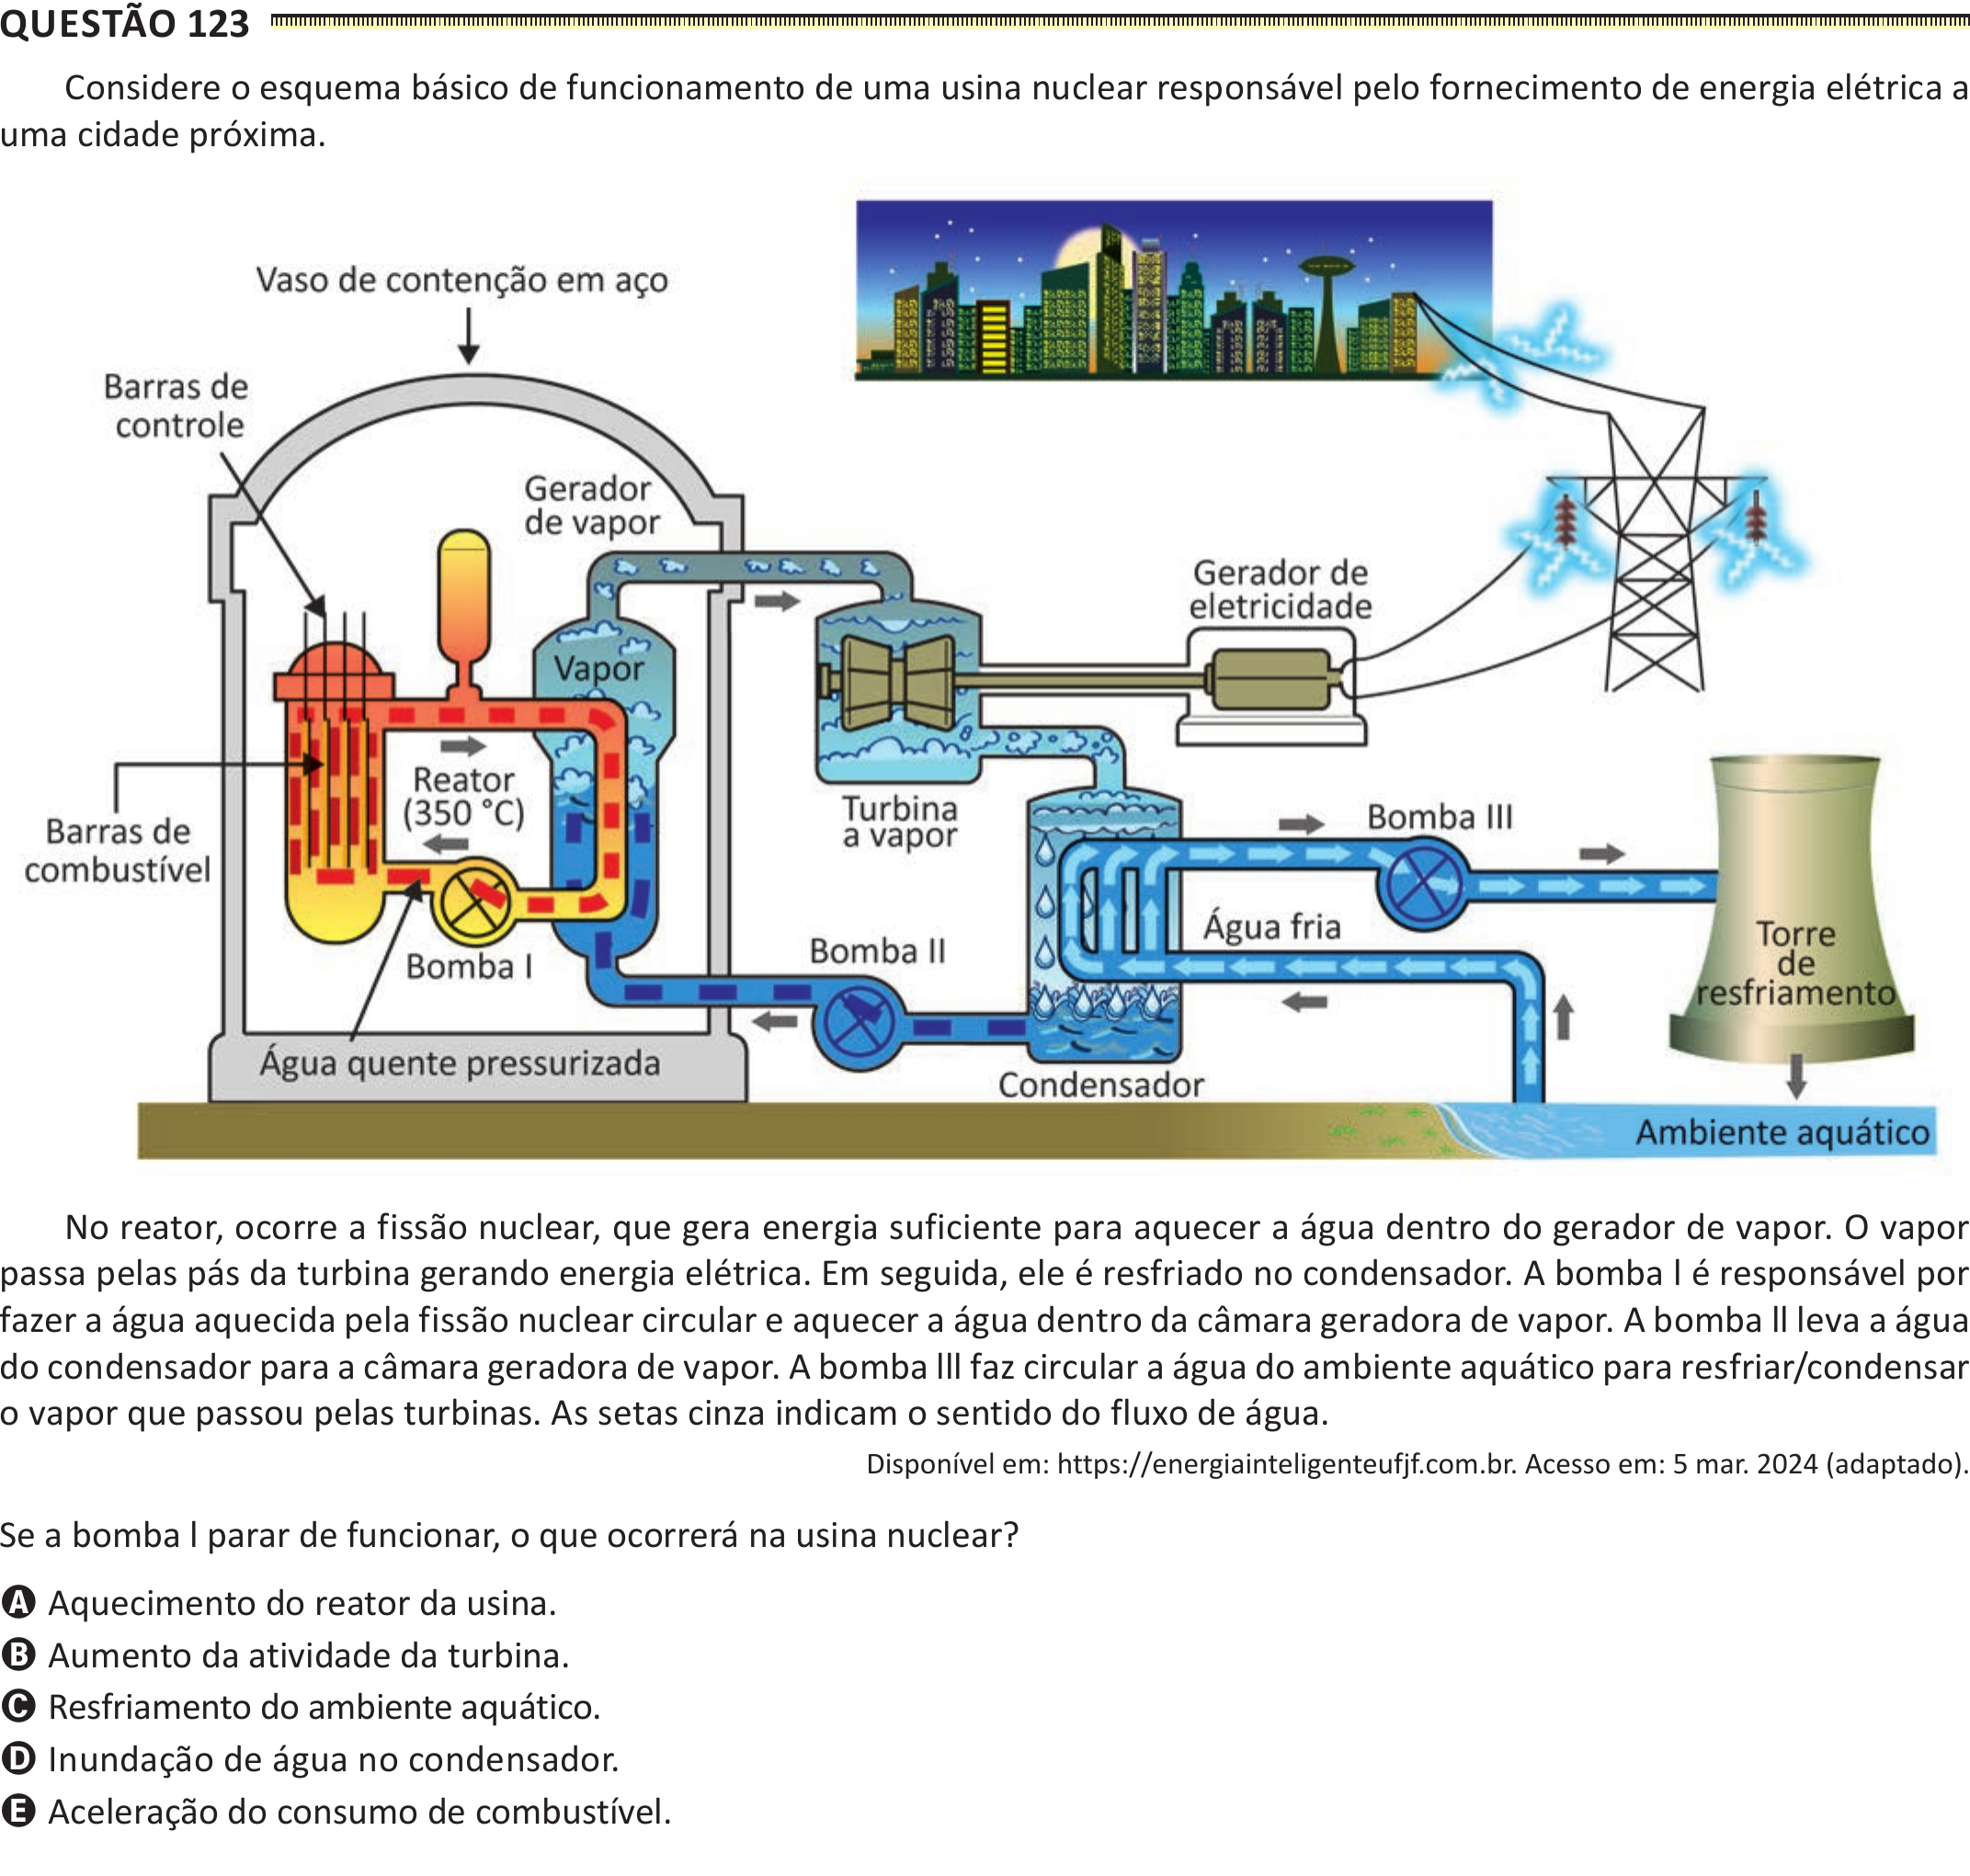 QUESTÃO 123
Considere o esquema básico de funcionamento de uma usina nuclear responsável pelo fornecimento de energia elétrica a
uma cidade próxima.
Vaso de contenção em aço
Barras de
controle
Gerador
de vapor
Gerador de
eletricidade
Vapor
Reator
(350 °C)
Barras de
combustível
Turbina
a vapor
Bomba III
Água fria
Torre
de
resfriamento
Bomba II
Bomba I
Água quente pressurizada
Condensador
Ambiente aquático
No reator, ocorre a fissão nuclear, que gera energia suficiente para aquecer a água dentro do gerador de vapor. O vapor
passa pelas pás da turbina gerando energia elétrica. Em seguida, ele é resfriado no condensador. A bomba l é responsável por
fazer a água aquecida pela fissão nuclear circular e aquecer a água dentro da câmara geradora de vapor. A bomba ll leva a água
do condensador para a câmara geradora de vapor. A bomba lll faz circular a água do ambiente aquático para resfriar/condensar
o vapor que passou pelas turbinas. As setas cinza indicam o sentido do fluxo de água.
Disponível em: https://energiainteligenteufjf.com.br. Acesso em: 5 mar. 2024 (adaptado).
Se a bomba l parar de funcionar, o que ocorrerá na usina nuclear?
A Aquecimento do reator da usina.
B Aumento da atividade da turbina.
C Resfriamento do ambiente aquático.
D Inundação de água no condensador.
E Aceleração do consumo de combustível.